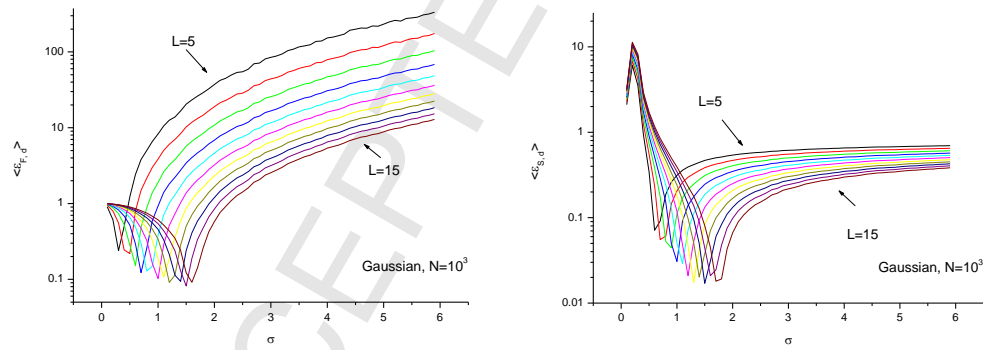 100
10
1
0.1
<ε_F, d>
L=5
L=15
Gaussian, N=10³
0 1 2 3 4 5 6
σ
10
1
0.1
0.01
<ε_S, d>
L=5
L=15
Gaussian, N=10³
0 1 2 3 4 5 6
σ
CEPTE